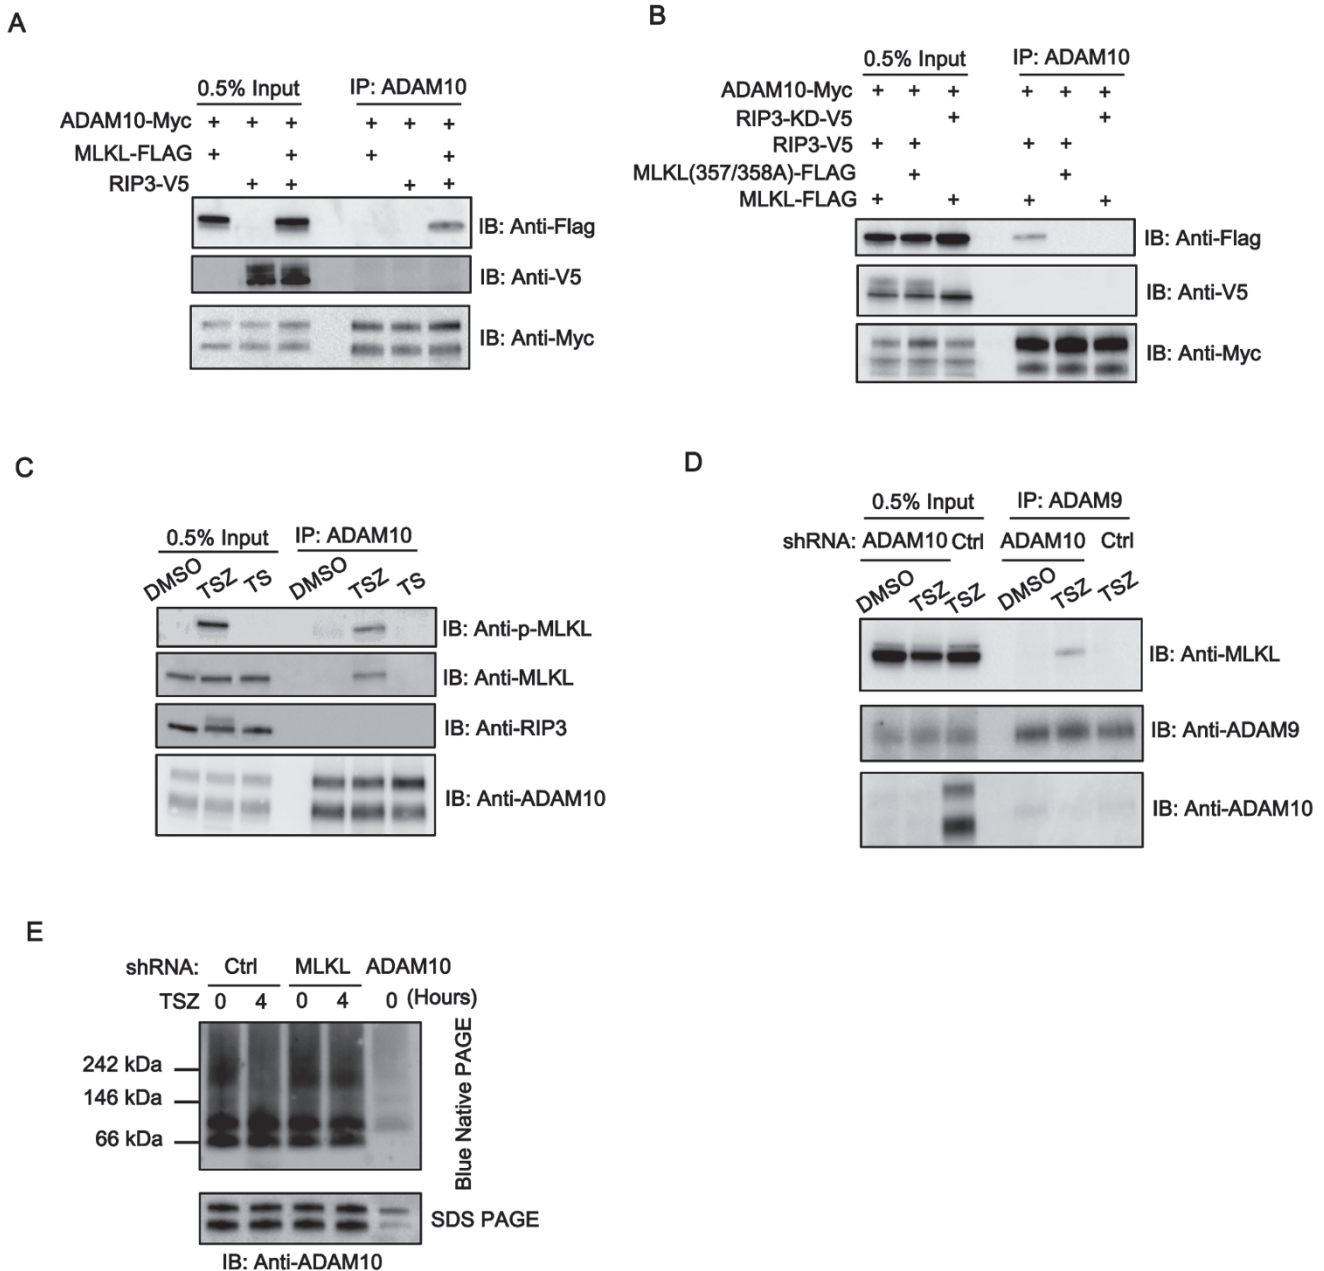 A
0.5% Input IP: ADAM10
ADAM10-Myc + + + + + +
MLKL-FLAG + + + +
RIP3-V5 + + + +
IB: Anti-Flag
IB: Anti-V5
IB: Anti-Myc
B
0.5% Input IP: ADAM10
ADAM10-Myc + + + + + +
RIP3-KD-V5 + +
RIP3-V5 + + + +
MLKL(357/358A)-FLAG + +
MLKL-FLAG + + + +
IB: Anti-Flag
IB: Anti-V5
IB: Anti-Myc
C
0.5% Input IP: ADAM10
DMSO TSZ TS DMSO TSZ TS
IB: Anti-p-MLKL
IB: Anti-MLKL
IB: Anti-RIP3
IB: Anti-ADAM10
D
0.5% Input IP: ADAM9
shRNA: ADAM10 Ctrl ADAM10 Ctrl
DMSO TSZ TSZ DMSO TSZ TSZ
IB: Anti-MLKL
IB: Anti-ADAM9
IB: Anti-ADAM10
E
shRNA: Ctrl MLKL ADAM10
TSZ 0 4 0 4 0 (Hours)
242 kDa
146 kDa
66 kDa
Blue Native PAGE
SDS PAGE
IB: Anti-ADAM10